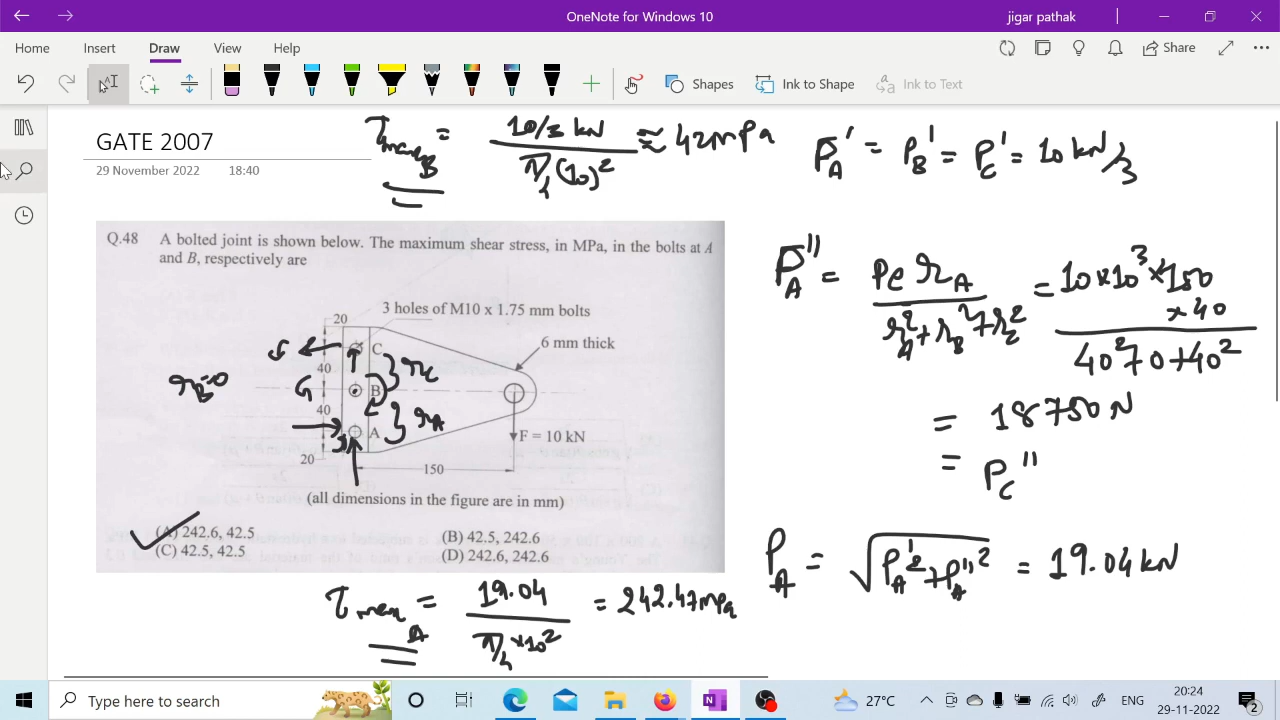 OneNote for Windows 10
jigar pathak
Home Insert Draw View Help
Share
Shapes Ink to Shape Ink to Text
GATE 2007
29 November 2022 18:40
τmax B = 10/3 kN / π/4 (10)² ≈ 42 MPa
PA' = PB' = PC' = 10 kN/3
Q.48 A bolted joint is shown below. The maximum shear stress, in MPa, in the bolts at A
and B, respectively are
3 holes of M10 x 1.75 mm bolts
20
6 mm thick
C
40
rC
rB=0
G
B
40
rA
A
F = 10 kN
20
150
(all dimensions in the figure are in mm)
(A) 242.6, 42.5 (B) 42.5, 242.6
(C) 42.5, 42.5 (D) 242.6, 242.6
PA'' = Pe rA / rA²+rB²+rC² = 10×10³×150×40 / 40²+0+40²
= 18750 N
= PC''
PA = √PA'²+PA''² = 19.04 kN
τmax A = 19.04 / π/4 ×10² = 242.47 MPa
Type here to search
27°C
ENG
20:24
29-11-2022
2